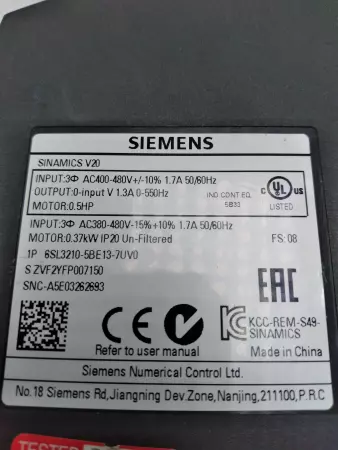 SIEMENS
SINAMICS V20
INPUT:3Φ AC400-480V+/-10% 1.7A 50/60Hz
OUTPUT:0-input V 1.3A 0-550Hz
MOTOR:0.5HP
IND.CONT.EQ.
5B33
C UL US
LISTED
INPUT:3Φ AC380-480V-15%+10% 1.7A 50/60Hz
MOTOR:0.37kW IP20 Un-Filtered
FS: 08
1P 6SL3210-5BE13-7UV0
S ZVF2YFP007150
SNC-A5E03262693
EAC
CE
KCC-REM-S49-
SINAMICS
Refer to user manual
Made in China
Siemens Numerical Control Ltd.
No.18 Siemens Rd,Jiangning Dev.Zone,Nanjing,211100,P.R.C
TESTED